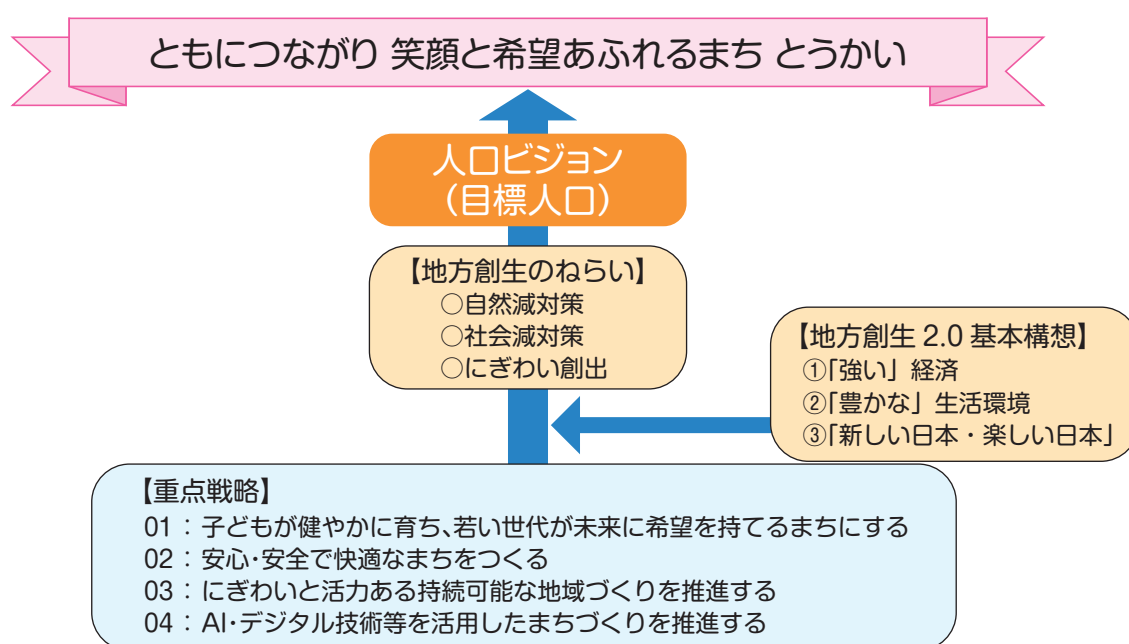 ともにつながり 笑顔と希望あふれるまち とうかい
人口ビジョン
(目標人口)
【地方創生のねらい】
○自然減対策
○社会減対策
○にぎわい創出
【地方創生 2.0 基本構想】
①「強い」経済
②「豊かな」生活環境
③「新しい日本・楽しい日本」
【重点戦略】
01：子どもが健やかに育ち、若い世代が未来に希望を持てるまちにする
02：安心・安全で快適なまちをつくる
03：にぎわいと活力ある持続可能な地域づくりを推進する
04：AI・デジタル技術等を活用したまちづくりを推進する